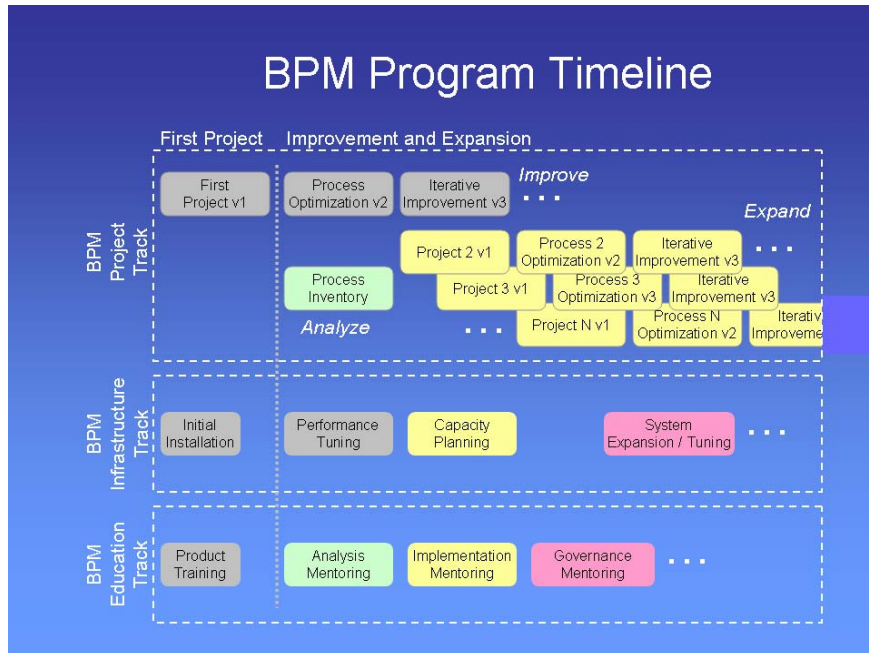 BPM Program Timeline
First Project
Improvement and Expansion
BPM
Project
Track
First
Project v1
Process
Optimization v2
Iterative
Improvement v3
Improve
. . .
Expand
Project 2 v1
Process 2
Optimization v2
Iterative
Improvement v3
. . .
Process
Inventory
Project 3 v1
Process 3
Optimization v3
Iterative
Improvement v3
Analyze
. . .
Project N v1
Process N
Optimization v2
Iterativ
Improveme
BPM
Infrastructure
Track
Initial
Installation
Performance
Tuning
Capacity
Planning
System
Expansion / Tuning
. . .
BPM
Education
Track
Product
Training
Analysis
Mentoring
Implementation
Mentoring
Governance
Mentoring
. . .